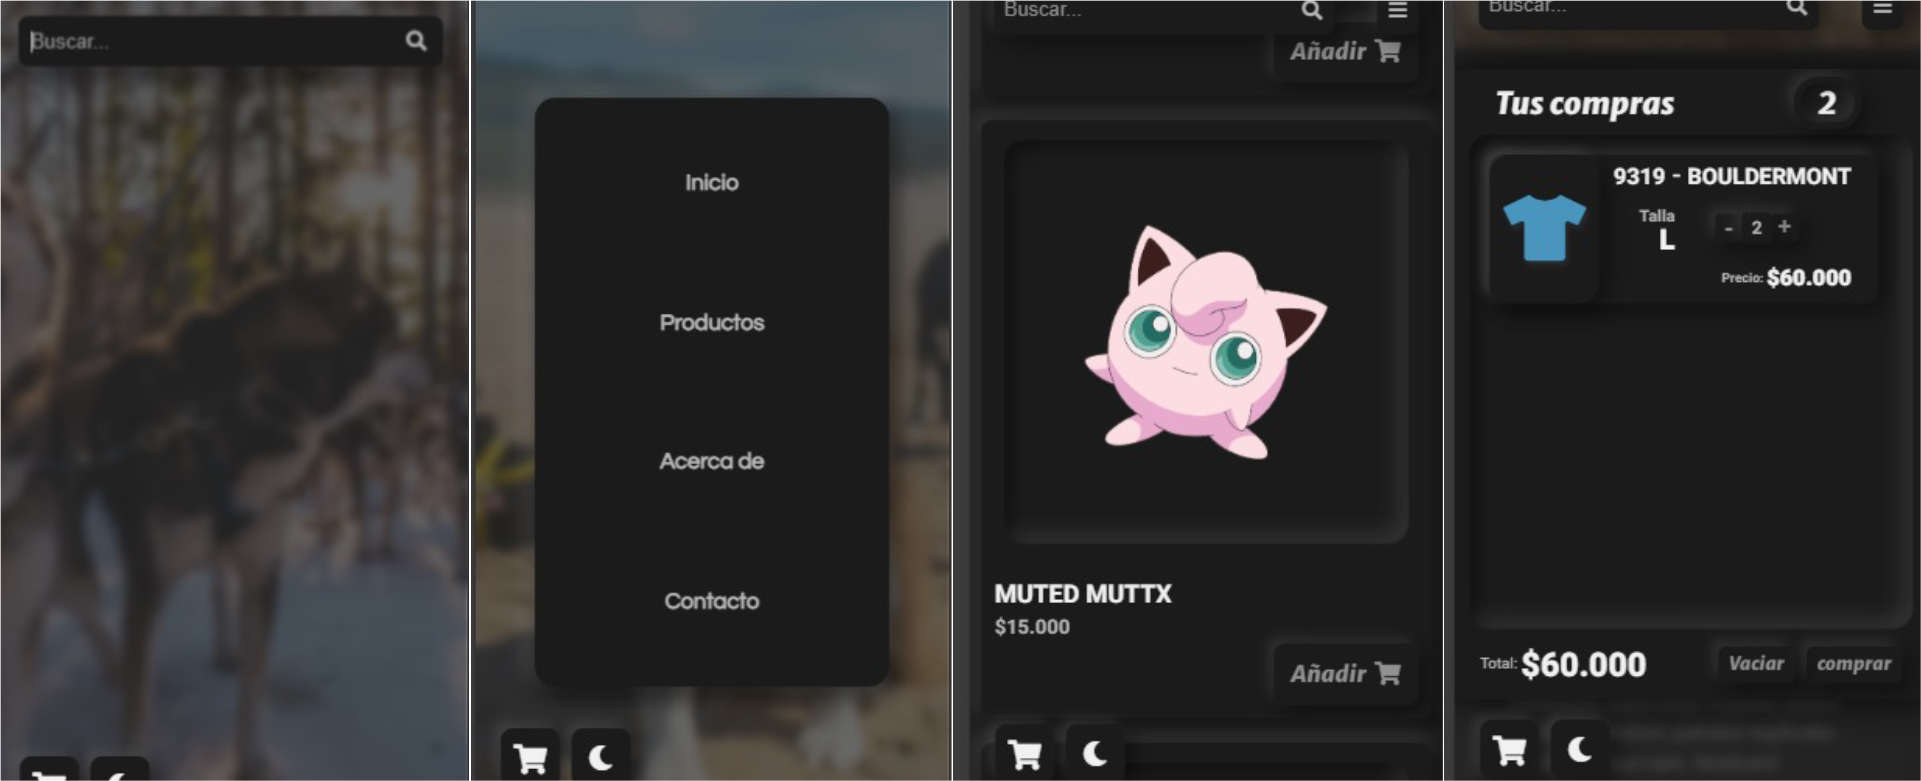 Buscar...
Inicio
Productos
Acerca de
Contacto
Buscar...
Añadir
MUTED MUTTX
$15.000
Añadir
Buscar...
Tus compras
2
9319 - BOULDERMONT
Talla
L
- 2 +
Precio: $60.000
Total: $60.000
Vaciar
comprar